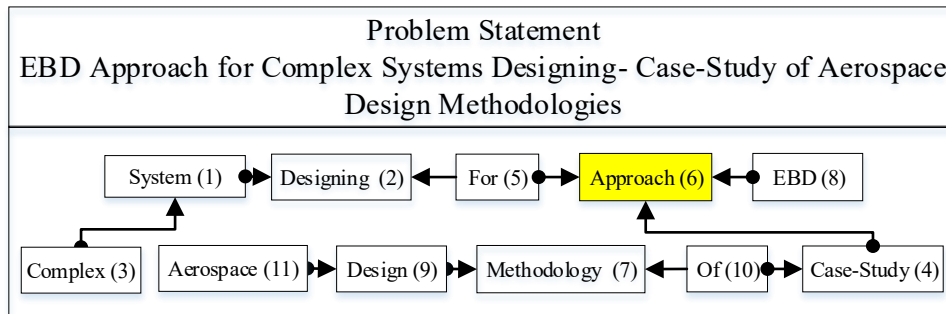 Problem Statement
EBD Approach for Complex Systems Designing- Case-Study of Aerospace
Design Methodologies
System (1) Designing (2) For (5) Approach (6) EBD (8)
Complex (3) Aerospace (11) Design (9) Methodology (7) Of (10) Case-Study (4)